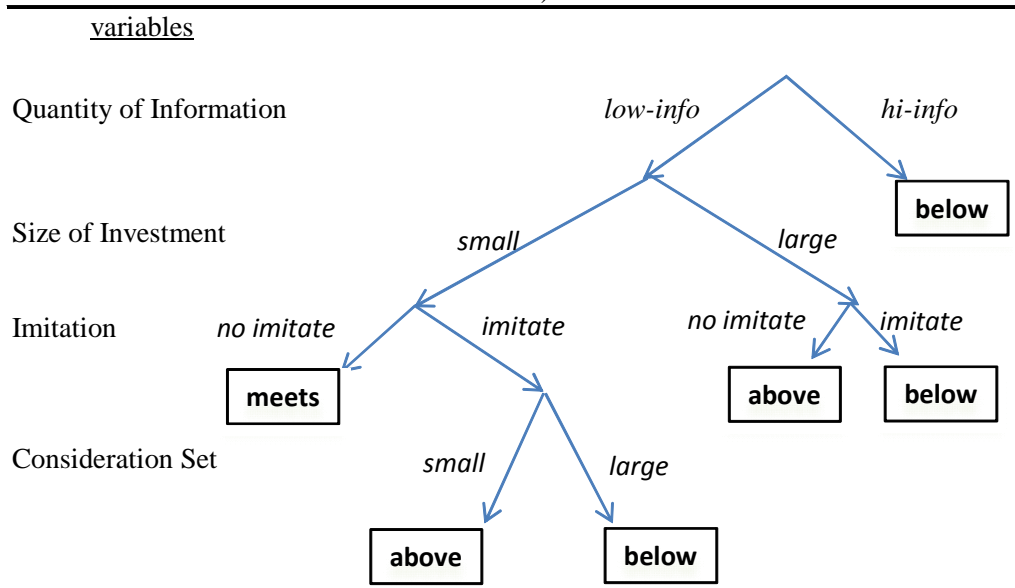 variables
Quantity of Information low-info hi-info
below
Size of Investment small large
Imitation no imitate imitate no imitate imitate
meets above below
Consideration Set small large
above below